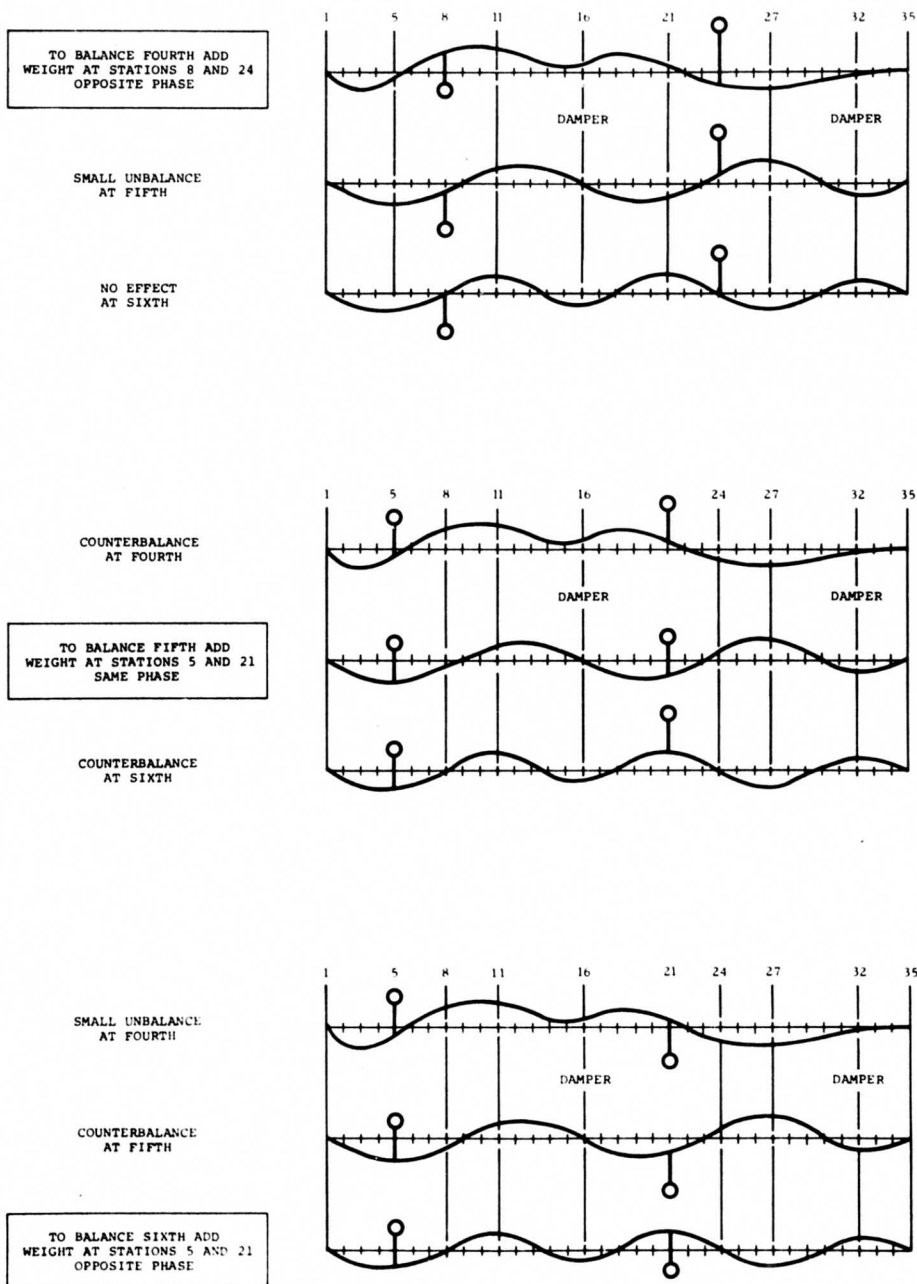 1 5 8 11 16 21 27 32 35
TO BALANCE FOURTH ADD
WEIGHT AT STATIONS 8 AND 24
OPPOSITE PHASE
DAMPER DAMPER
SMALL UNBALANCE
AT FIFTH
NO EFFECT
AT SIXTH
1 5 8 11 16 24 27 32 35
COUNTERBALANCE
AT FOURTH
DAMPER DAMPER
TO BALANCE FIFTH ADD
WEIGHT AT STATIONS 5 AND 21
SAME PHASE
COUNTERBALANCE
AT SIXTH
1 5 8 11 16 21 24 27 32 35
SMALL UNBALANCE
AT FOURTH
DAMPER DAMPER
COUNTERBALANCE
AT FIFTH
TO BALANCE SIXTH ADD
WEIGHT AT STATIONS 5 AND 21
OPPOSITE PHASE